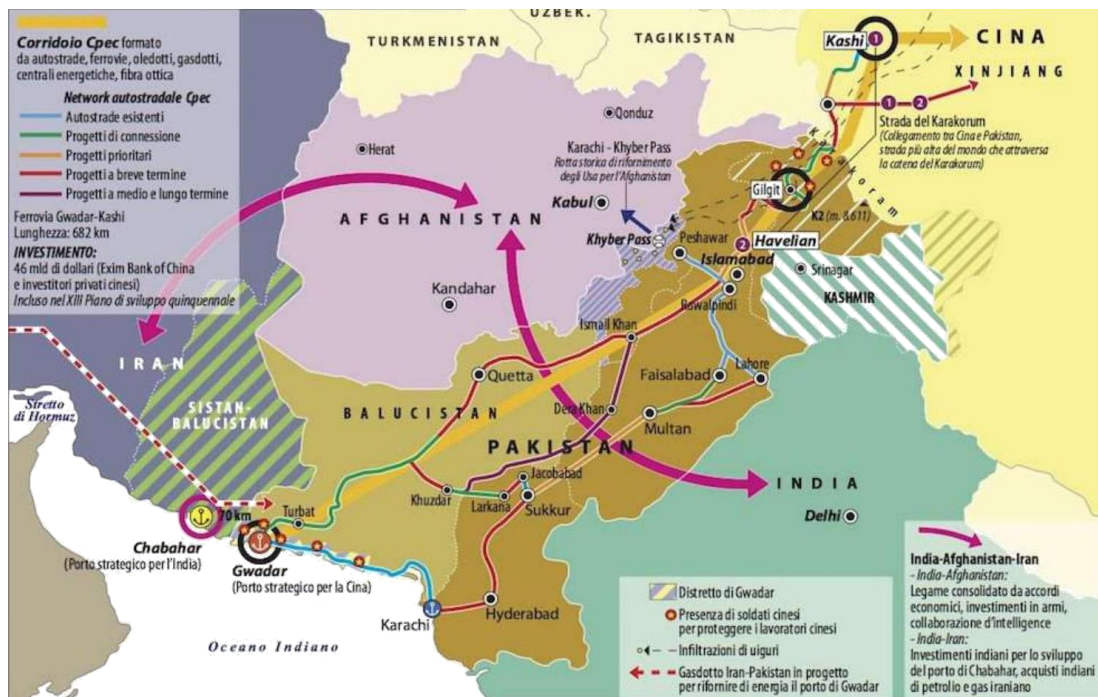 Corridoio Cpec formato
da autostrade, ferrovie, oledotti, gasdotti,
centrali energetiche, fibra ottica
Network autostradale Cpec
Autostrade esistenti
Progetti di connessione
Progetti prioritari
Progetti a breve termine
Progetti a medio e lungo termine
Ferrovia Gwadar-Kashi
Lunghezza: 682 km
INVESTIMENTO:
46 mld di dollari (Exim Bank of China
e investitori privati cinesi)
Incluso nel XIII Piano di sviluppo quinquennale
UZBEK.
TURKMENISTAN
TAGIKISTAN
Kashi
1
CINA
XINJIANG
1 2
Strada del Karakorum
(Collegamento tra Cina e Pakistan,
strada più alta del mondo che attraversa
la catena del Karakorum)
Karakoram
Qonduz
Herat
Karachi - Khyber Pass
Rotta storica di rifornimento
degli Usa per l'Afghanistan
Kabul
AFGHANISTAN
Khyber Pass
Peshawar
Gilgit
K2 (m. 8.611)
2
Havelian
Islamabad
Srinagar
Rawalpindi
KASHMIR
Kandahar
Ismall Khan
IRAN
Quetta
Faisalabad
Lahore
Stretto
di Hormuz
SISTAN-
BALUCISTAN
BALUCISTAN
Dera Khan
Multan
PAKISTAN
Jacobabad
Khuzdar
Larkana
Sukkur
INDIA
Delhi
70 km
Turbat
Chabahar
(Porto strategico per l'India)
Gwadar
(Porto strategico per la Cina)
Karachi
Hyderabad
Oceano Indiano
Distretto di Gwadar
Presenza di soldati cinesi
per proteggere i lavoratori cinesi
Infiltrazioni di uiguri
Gasdotto Iran-Pakistan in progetto
per rifornire di energia il porto di Gwadar
India-Afghanistan-Iran
- India-Afghanistan:
Legame consolidato da accordi
economici, investimenti in armi,
collaborazione d'intelligence
- India-Iran:
Investimenti indiani per lo sviluppo
del porto di Chabahar, acquisti indiani
di petrolio e gas iraniano